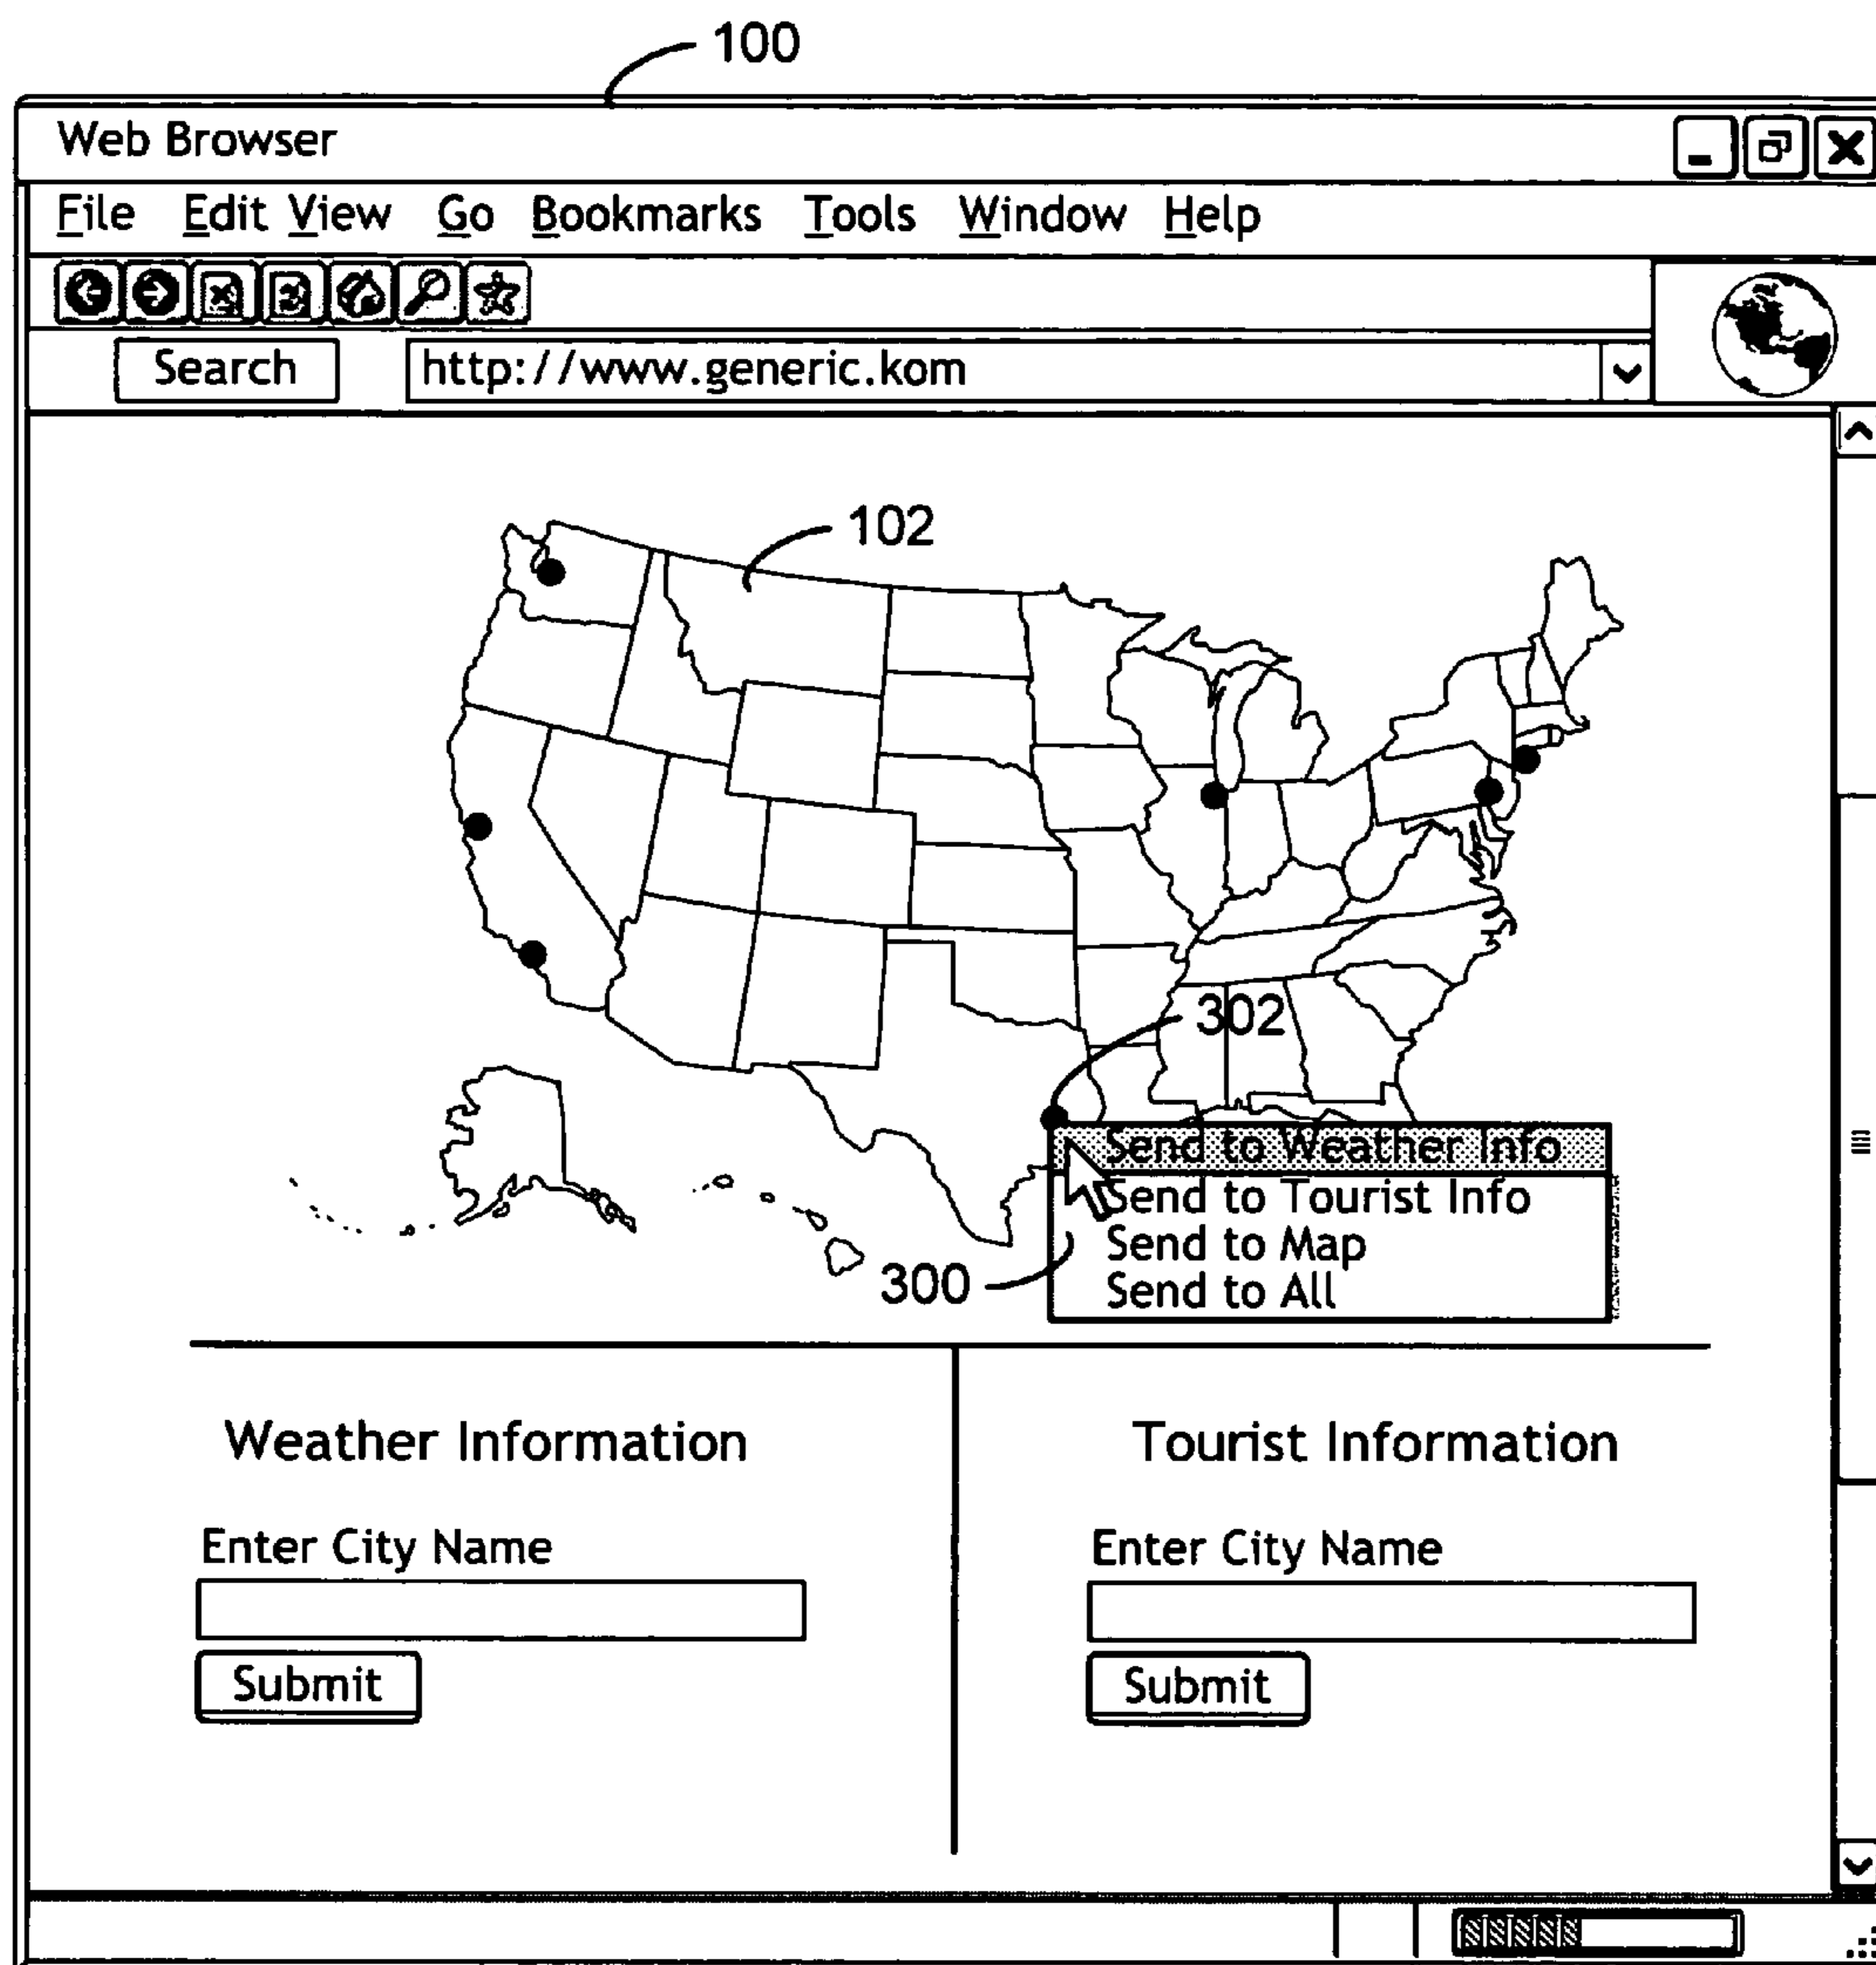 100
Web Browser
File Edit View Go Bookmarks Tools Window Help
Search http://www.generic.kom
102
302
Send to Weather Info
Send to Tourist Info
Send to Map
300
Send to All
Weather Information Tourist Information
Enter City Name Enter City Name
Submit Submit